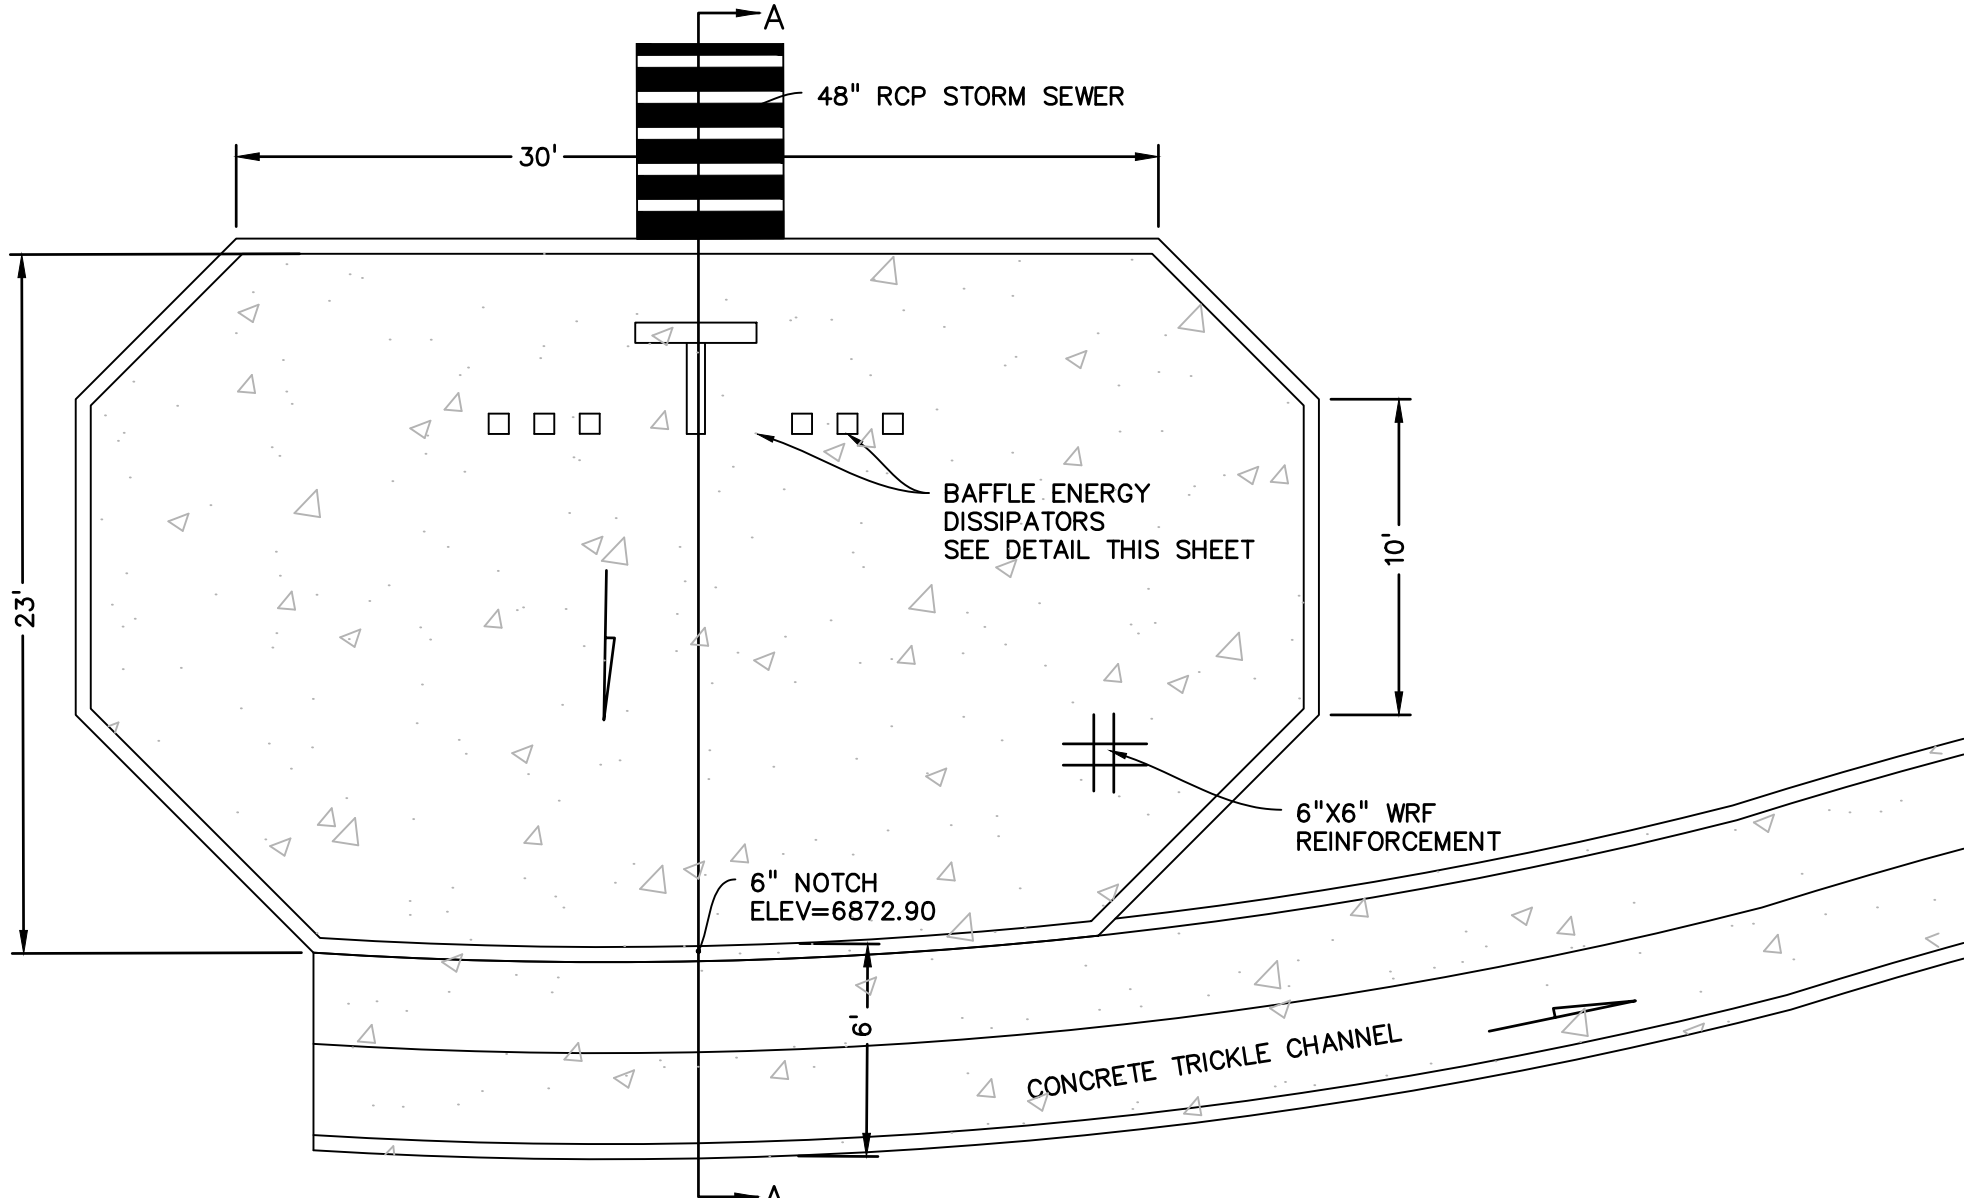 A
48" RCP STORM SEWER
30'
BAFFLE ENERGY
DISSIPATORS
SEE DETAIL THIS SHEET
10'
23'
6"X6" WRF
REINFORCEMENT
6" NOTCH
ELEV=6872.90
6'
CONCRETE TRICKLE CHANNEL
A